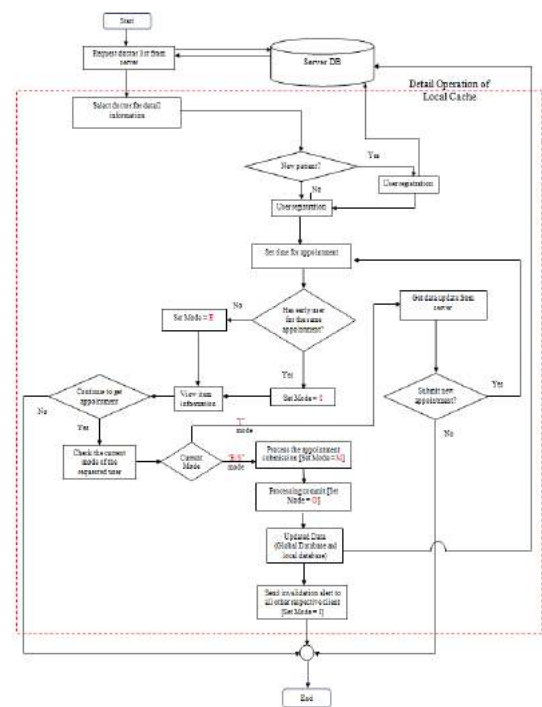 Start
Request doctor list from
server
Server DB
Detail Operation of
Local Cache
Select doctor for detail
information
New patient?
Yes
User registration
No
User registration
Set time for appointment
Has early user
for the same
appointment?
No
Set Mode = E
Get data update from
server
Yes
Set Mode = S
Continue to get
appointment
View item
information
Submit new
appointment?
Yes
No
"I"
mode
Yes
No
Check the current
mode of the
requested user
Current
Mode
"E/S"
mode
Process the appointment
submission [Set Mode = M]
Processing commit [Set
Mode = O]
Updated Data
(Global Database and
local database)
Send invalidation alert to
all other respective client
[Set Mode = I]
End